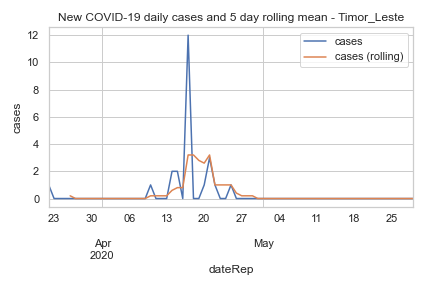 New COVID-19 daily cases and 5 day rolling mean - Timor_Leste
cases
cases (rolling)
12
10
8
6
4
2
0
cases
23 30 06 13 20 27 04 11 18 25
Apr May
2020
dateRep